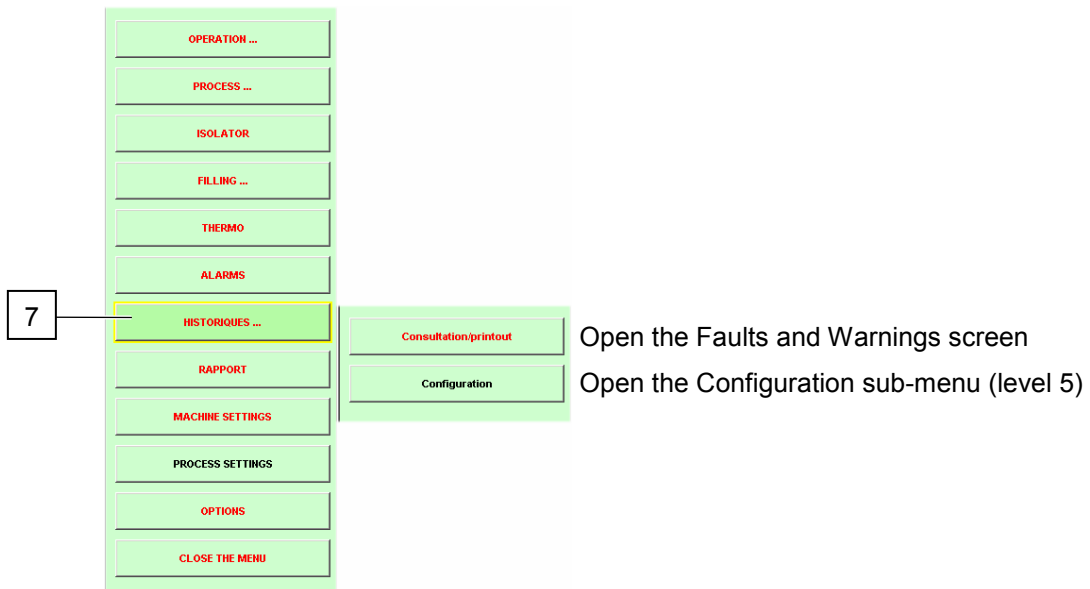 OPERATION ...
PROCESS ...
ISOLATOR
FILLING ...
THERMO
ALARMS
7
HISTORIQUES ...
Consultation/printout
Open the Faults and Warnings screen
RAPPORT
Configuration
Open the Configuration sub-menu (level 5)
MACHINE SETTINGS
PROCESS SETTINGS
OPTIONS
CLOSE THE MENU